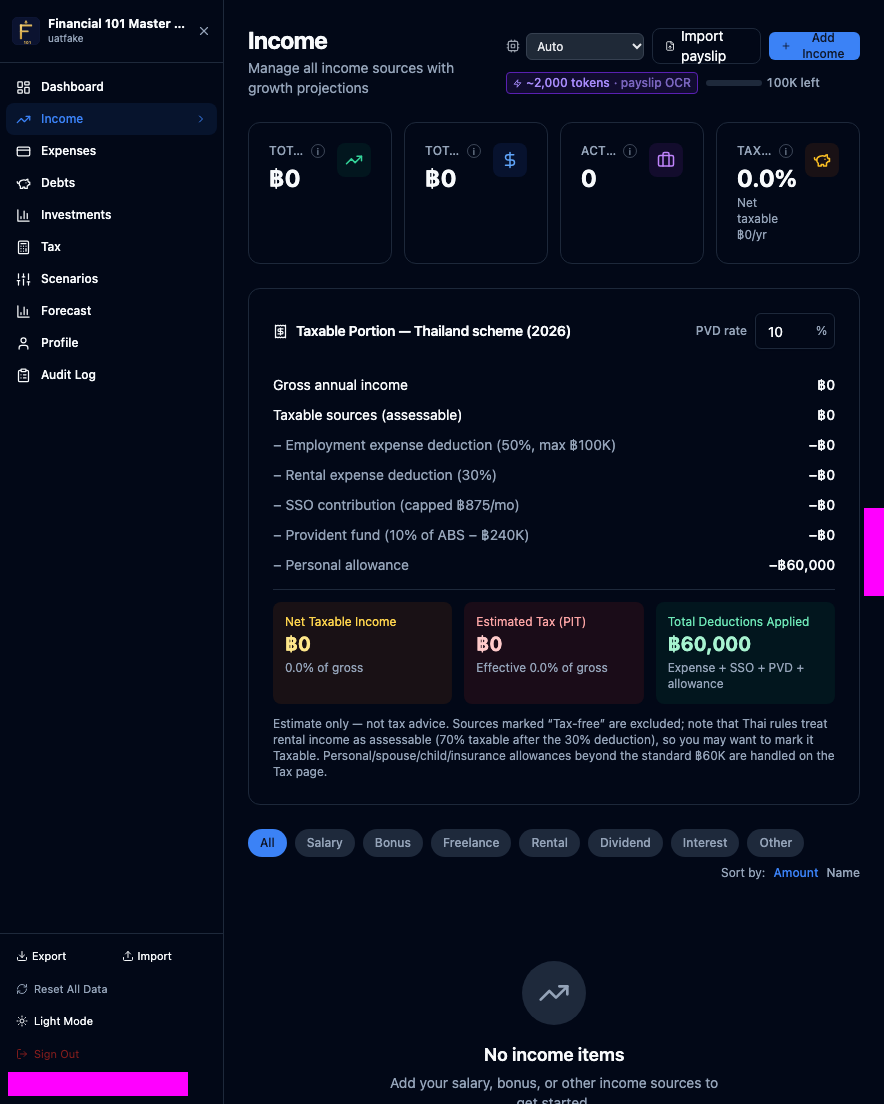 Financial 101 Master ...
uatfake
101
Dashboard
Income
Expenses
Debts
Investments
Tax
Scenarios
Forecast
Profile
Audit Log
Export
Import
Reset All Data
Light Mode
Sign Out
Income
Manage all income sources with
growth projections
Auto
Import
payslip
+ Add
Income
~2,000 tokens · payslip OCR
100K left
TOT...
฿0
TOT...
฿0
ACT...
0
TAX...
0.0%
Net
taxable
฿0/yr
Taxable Portion — Thailand scheme (2026)
PVD rate
10 %
Gross annual income ฿0
Taxable sources (assessable) ฿0
– Employment expense deduction (50%, max ฿100K) –฿0
– Rental expense deduction (30%) –฿0
– SSO contribution (capped ฿875/mo) –฿0
– Provident fund (10% of ABS – ฿240K) –฿0
– Personal allowance –฿60,000
Net Taxable Income
฿0
0.0% of gross
Estimated Tax (PIT)
฿0
Effective 0.0% of gross
Total Deductions Applied
฿60,000
Expense + SSO + PVD +
allowance
Estimate only — not tax advice. Sources marked “Tax-free” are excluded; note that Thai rules treat
rental income as assessable (70% taxable after the 30% deduction), so you may want to mark it
Taxable. Personal/spouse/child/insurance allowances beyond the standard ฿60K are handled on the
Tax page.
All
Salary
Bonus
Freelance
Rental
Dividend
Interest
Other
Sort by: Amount Name
No income items
Add your salary, bonus, or other income sources to
get started